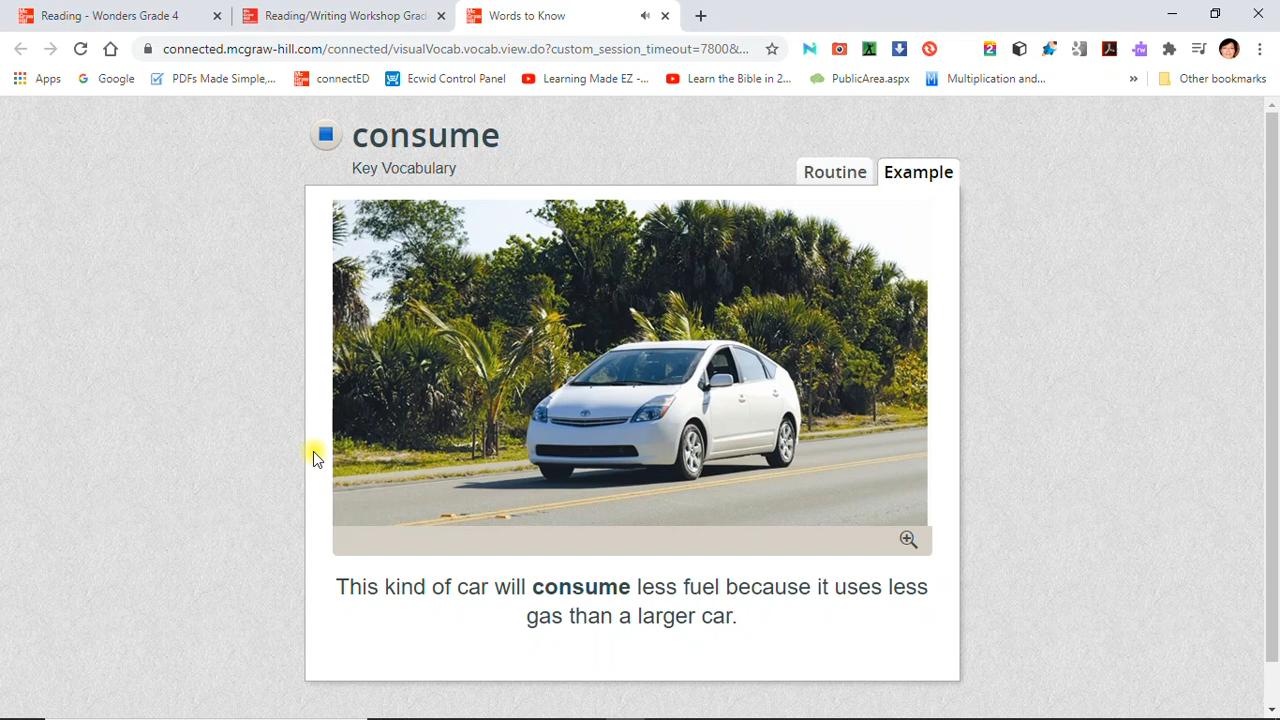 Reading - Wonders Grade 4
Reading/Writing Workshop Grad
Words to Know
connected.mcgraw-hill.com/connected/visualVocab.vocab.view.do?custom_session_timeout=7800&...
Apps
Google
PDFs Made Simple,...
connectED
Ecwid Control Panel
Learning Made EZ -...
Learn the Bible in 2...
PublicArea.aspx
Multiplication and...
»
Other bookmarks
consume
Key Vocabulary
Routine
Example
This kind of car will consume less fuel because it uses less
gas than a larger car.